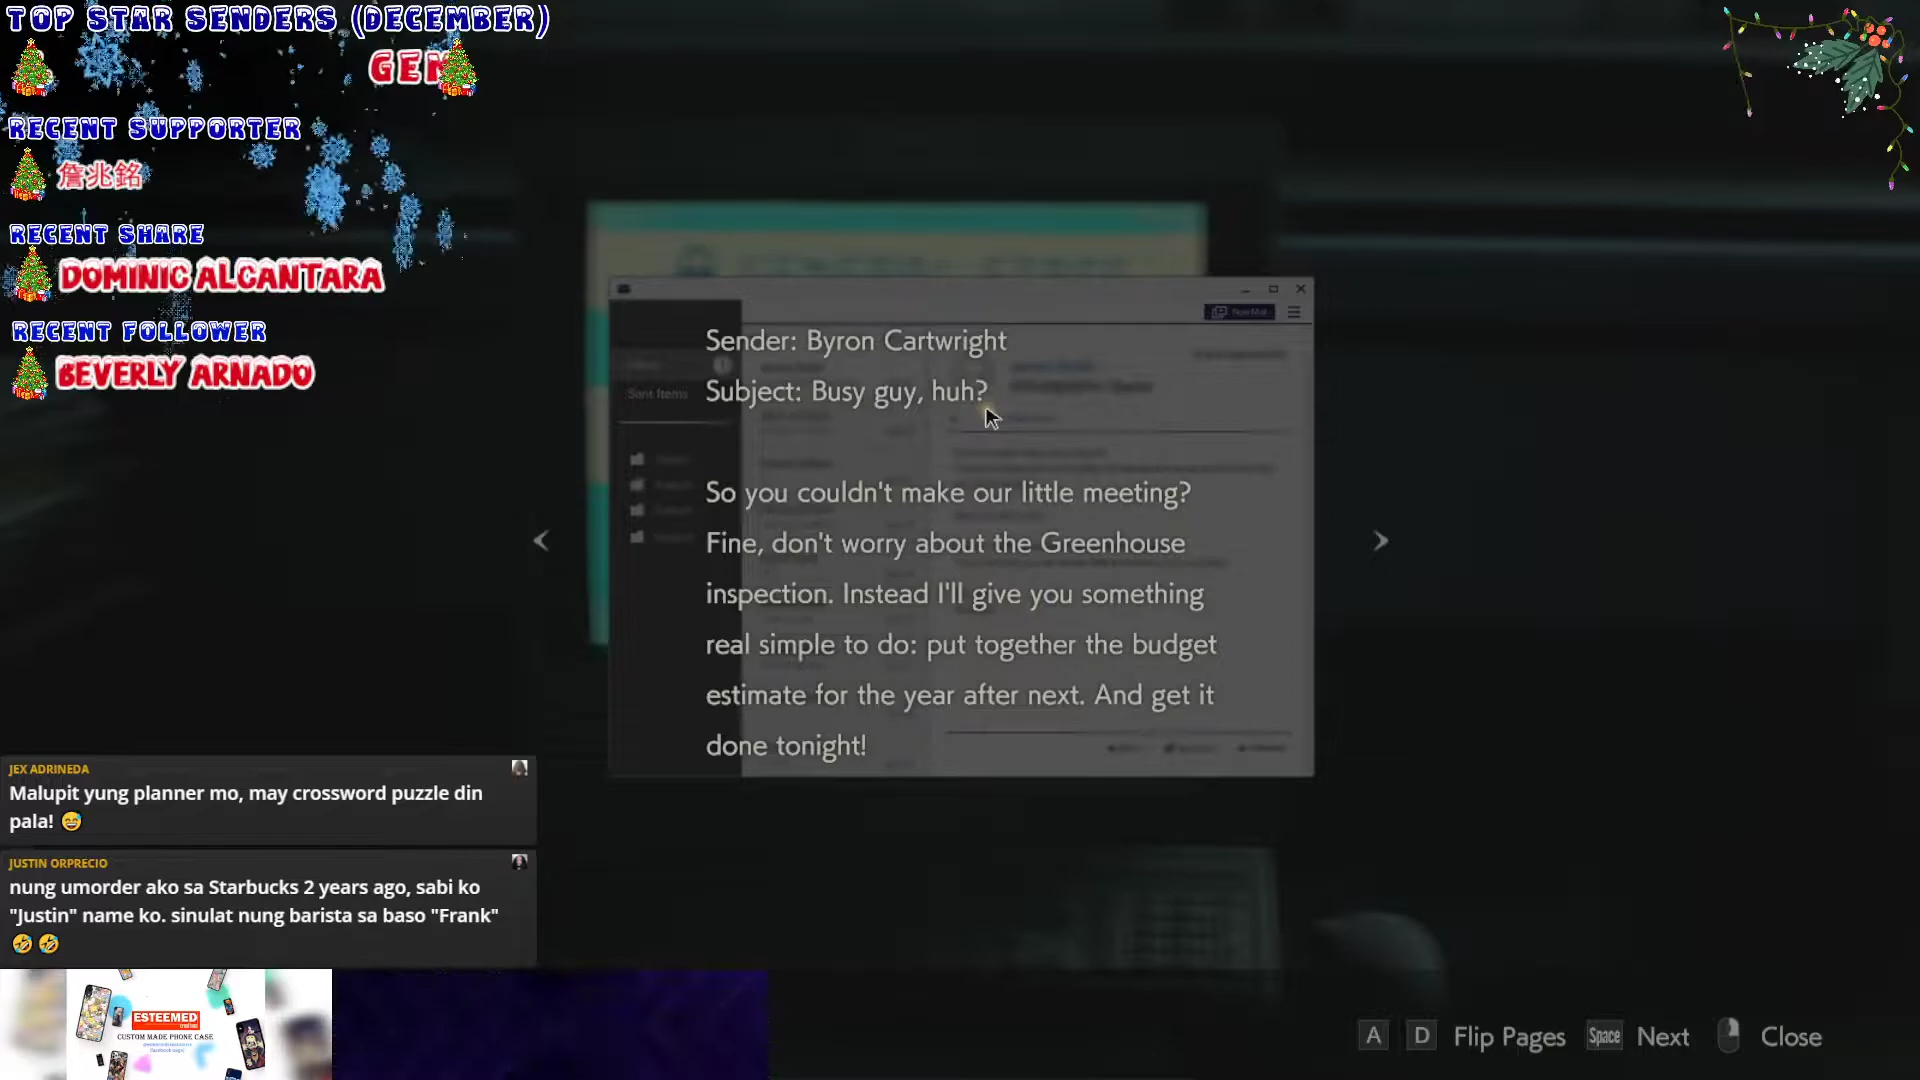 TOP STAR SENDERS (DECEMBER)
RECENT SUPPORTER
詹兆銘
RECENT SHARE
DOMINIC ALCANTARA
RECENT FOLLOWER
BEVERLY ARNADO
Sent Items
New Mail
Sender: Byron Cartwright
Subject: Busy guy, huh?
So you couldn't make our little meeting?
Fine, don't worry about the Greenhouse
inspection. Instead I'll give you something
real simple to do: put together the budget
estimate for the year after next. And get it
done tonight!
JEX ADRINEDA
Malupit yung planner mo, may crossword puzzle din
pala! 😅
JUSTIN ORPRECIO
nung umorder ako sa Starbucks 2 years ago, sabi ko
"Justin" name ko. sinulat nung barista sa baso "Frank"
🤣 🤣
ESTEEMED
CUSTOM MADE PHONE CASE
A D Flip Pages Space Next Close